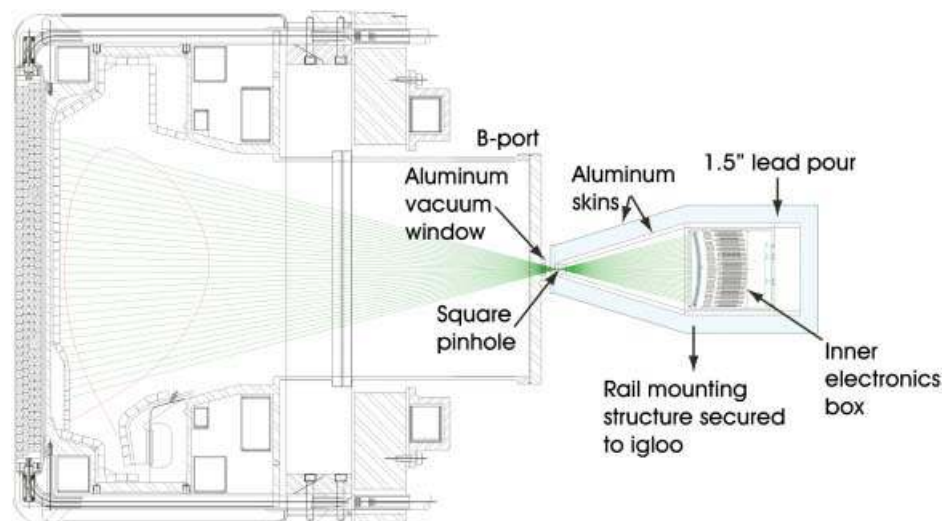 B-port
1.5" lead pour
Aluminum
vacuum
window
Aluminum
skins
Square
pinhole
Rail mounting
structure secured
to igloo
Inner
electronics
box